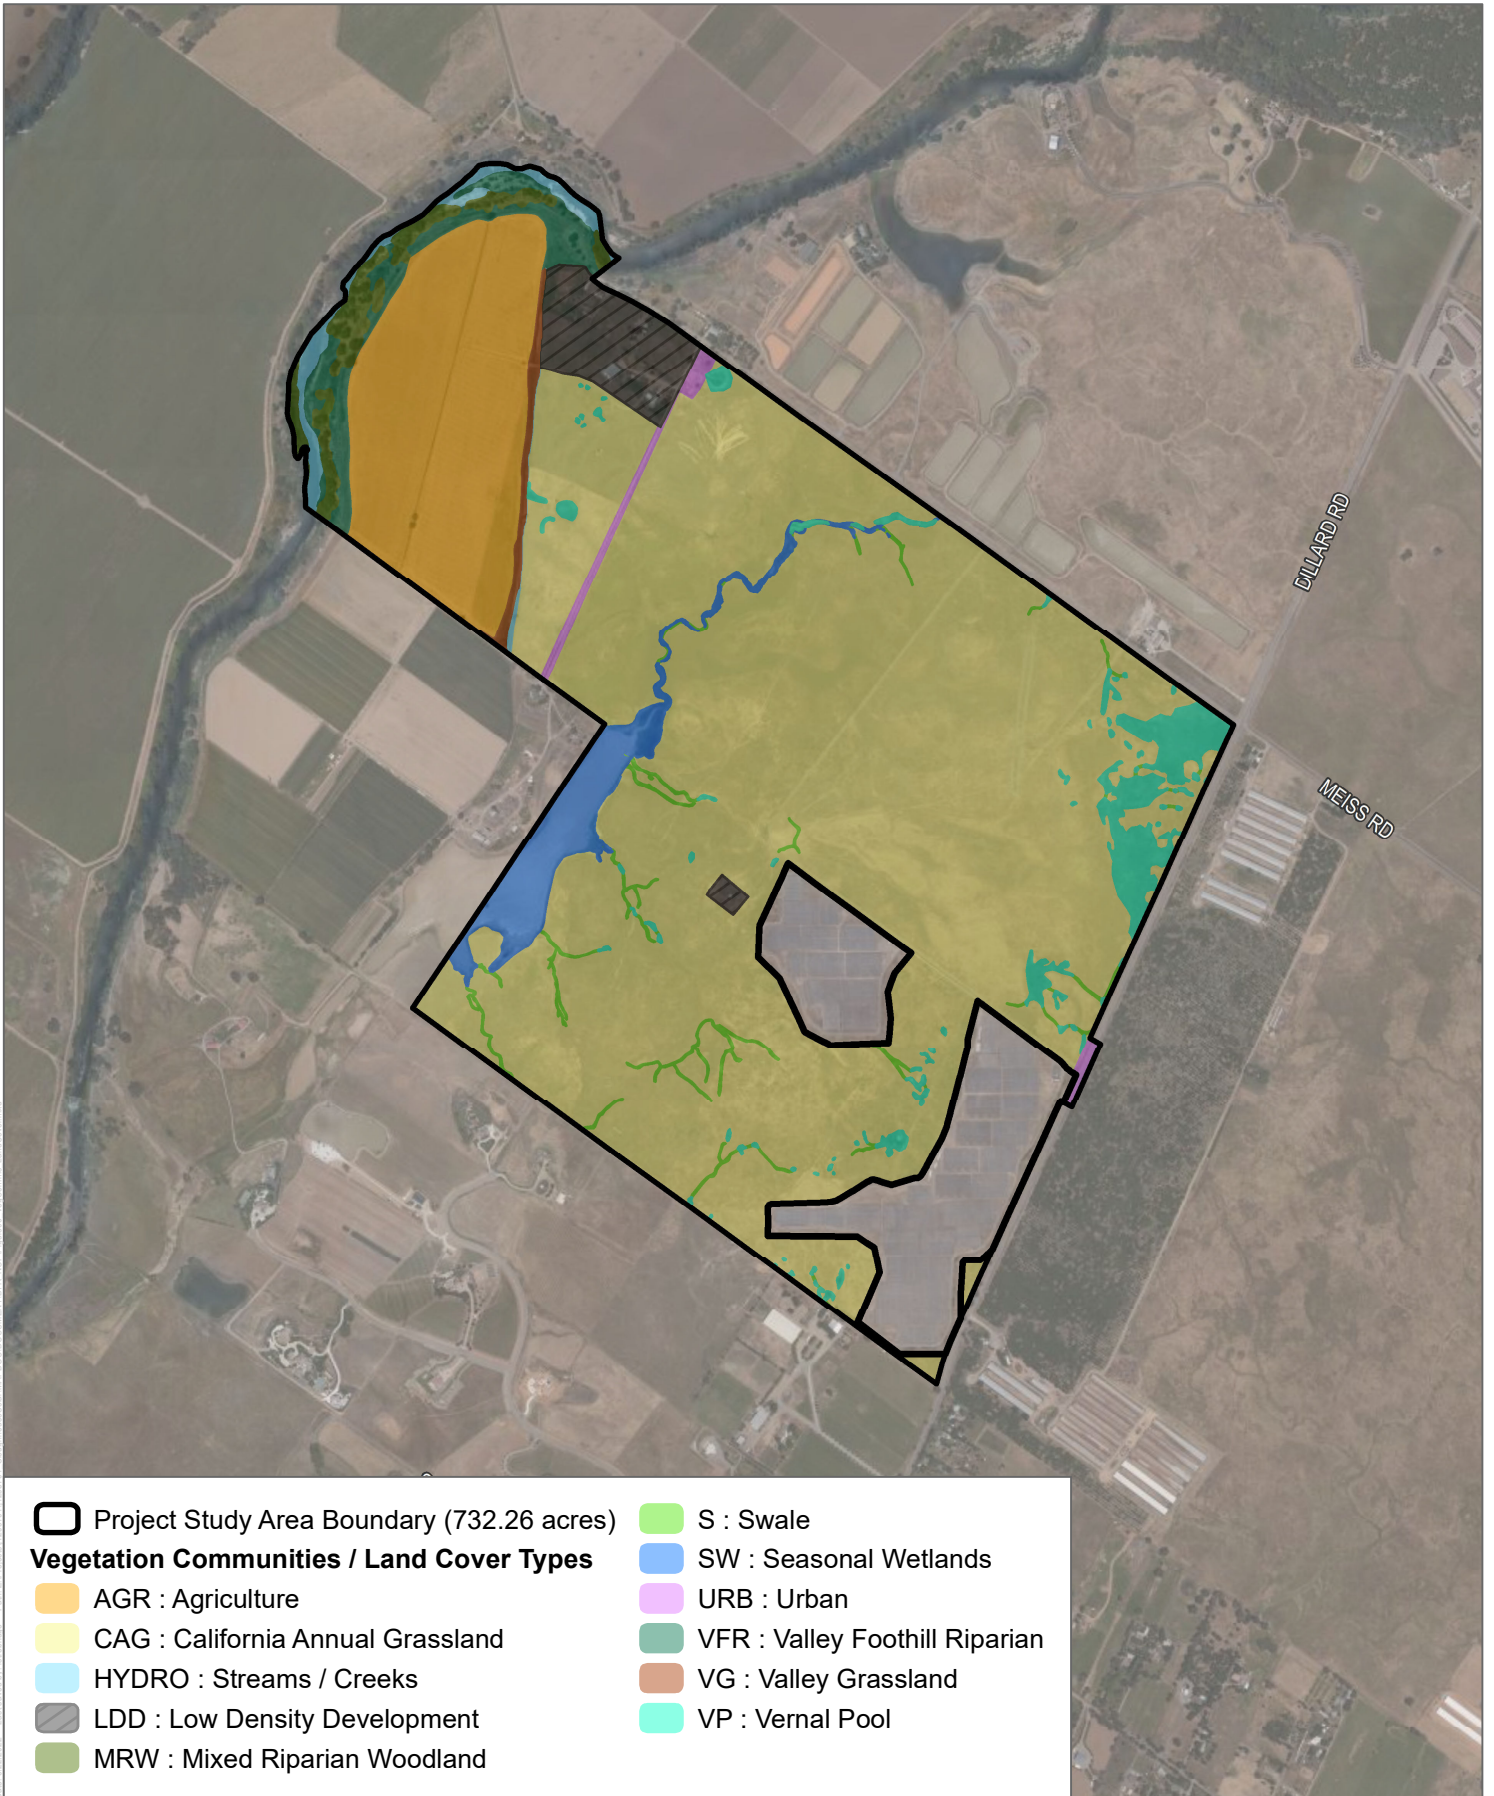 DILLARD RD
MEISS RD
Project Study Area Boundary (732.26 acres)
Vegetation Communities / Land Cover Types
AGR : Agriculture
CAG : California Annual Grassland
HYDRO : Streams / Creeks
LDD : Low Density Development
MRW : Mixed Riparian Woodland
S : Swale
SW : Seasonal Wetlands
URB : Urban
VFR : Valley Foothill Riparian
VG : Valley Grassland
VP : Vernal Pool